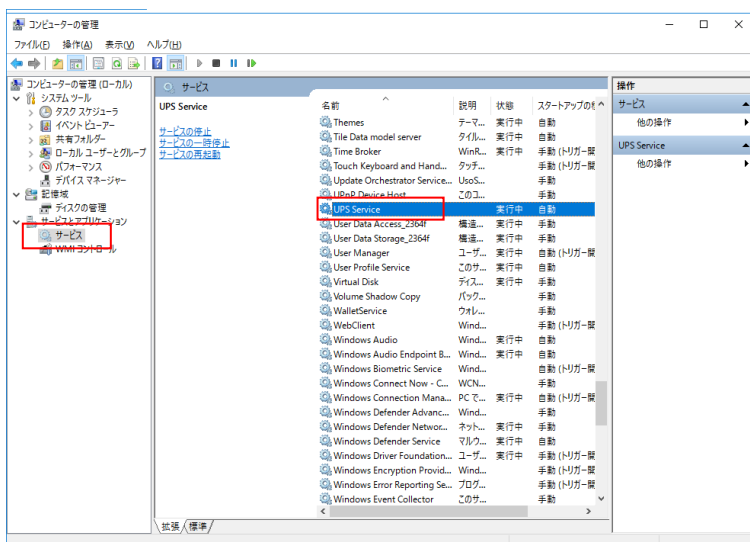 コンピューターの管理
ファイル(F) 操作(A) 表示(V) ヘルプ(H)
コンピューターの管理 (ローカル)
システム ツール
タスク スケジューラ
イベント ビューアー
共有フォルダー
ローカル ユーザーとグループ
パフォーマンス
デバイス マネージャー
記憶域
ディスクの管理
サービスとアプリケーション
サービス
WMI コントロール
サービス
UPS Service
サービスの停止
サービスの一時停止
サービスの再起動
名前 説明 状態 スタートアップの種
Themes テーマ... 実行中 自動
Tile Data model server タイル... 実行中 自動
Time Broker WinR... 実行中 手動 (トリガー開
Touch Keyboard and Hand... タッチ... 手動 (トリガー開
Update Orchestrator Service... UsoS... 手動
UPnP Device Host このコ... 手動
UPS Service 実行中 自動
User Data Access_2364f 構造... 実行中 手動
User Data Storage_2364f 構造... 実行中 手動
User Manager ユーザ... 実行中 自動 (トリガー開
User Profile Service このサ... 実行中 自動
Virtual Disk ディス... 実行中 手動
Volume Shadow Copy バック... 手動
WalletService ウォレ... 手動
WebClient Wind... 手動 (トリガー開
Windows Audio Wind... 実行中 自動
Windows Audio Endpoint B... Wind... 実行中 自動
Windows Biometric Service Wind... 自動 (トリガー開
Windows Connect Now - C... WCN... 手動
Windows Connection Mana... PC で... 実行中 自動 (トリガー開
Windows Defender Advanc... Wind... 手動
Windows Defender Networ... ネット... 実行中 手動
Windows Defender Service マルウ... 実行中 自動
Windows Driver Foundation... ユーザ... 実行中 手動 (トリガー開
Windows Encryption Provid... Wind... 手動 (トリガー開
Windows Error Reporting Se... プログ... 手動 (トリガー開
Windows Event Collector このサ... 手動
拡張 標準
操作
サービス
他の操作
UPS Service
他の操作